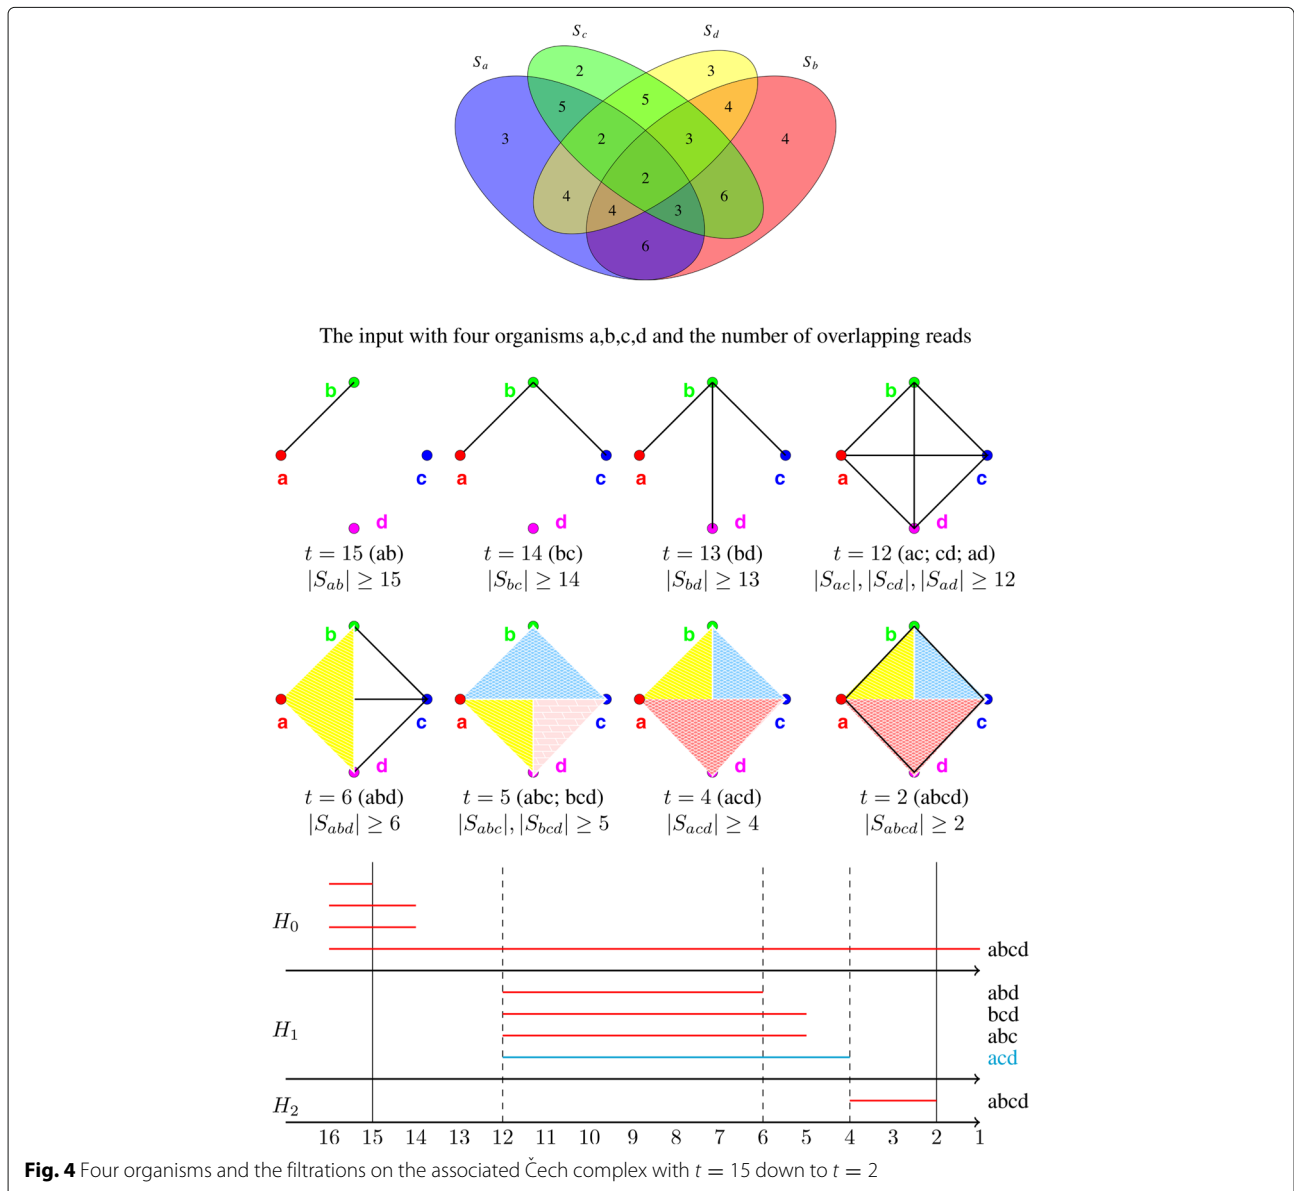 S_c S_d
S_a S_b
2 3
5 5 4
3 2 3 4
2
4 4 3 6
6
The input with four organisms a,b,c,d and the number of overlapping reads
b b b b
a c a c a c a c
d d d d
t = 15 (ab) t = 14 (bc) t = 13 (bd) t = 12 (ac; cd; ad)
|S_ab| ≥ 15 |S_bc| ≥ 14 |S_bd| ≥ 13 |S_ac|, |S_cd|, |S_ad| ≥ 12
b b b b
a c a c a c a c
d d d d
t = 6 (abd) t = 5 (abc; bcd) t = 4 (acd) t = 2 (abcd)
|S_abd| ≥ 6 |S_abc|, |S_bcd| ≥ 5 |S_acd| ≥ 4 |S_abcd| ≥ 2
H_0
abcd
abd
bcd
H_1 abc
acd
H_2 abcd
16 15 14 13 12 11 10 9 8 7 6 5 4 3 2 1
Fig. 4 Four organisms and the filtrations on the associated Čech complex with t = 15 down to t = 2